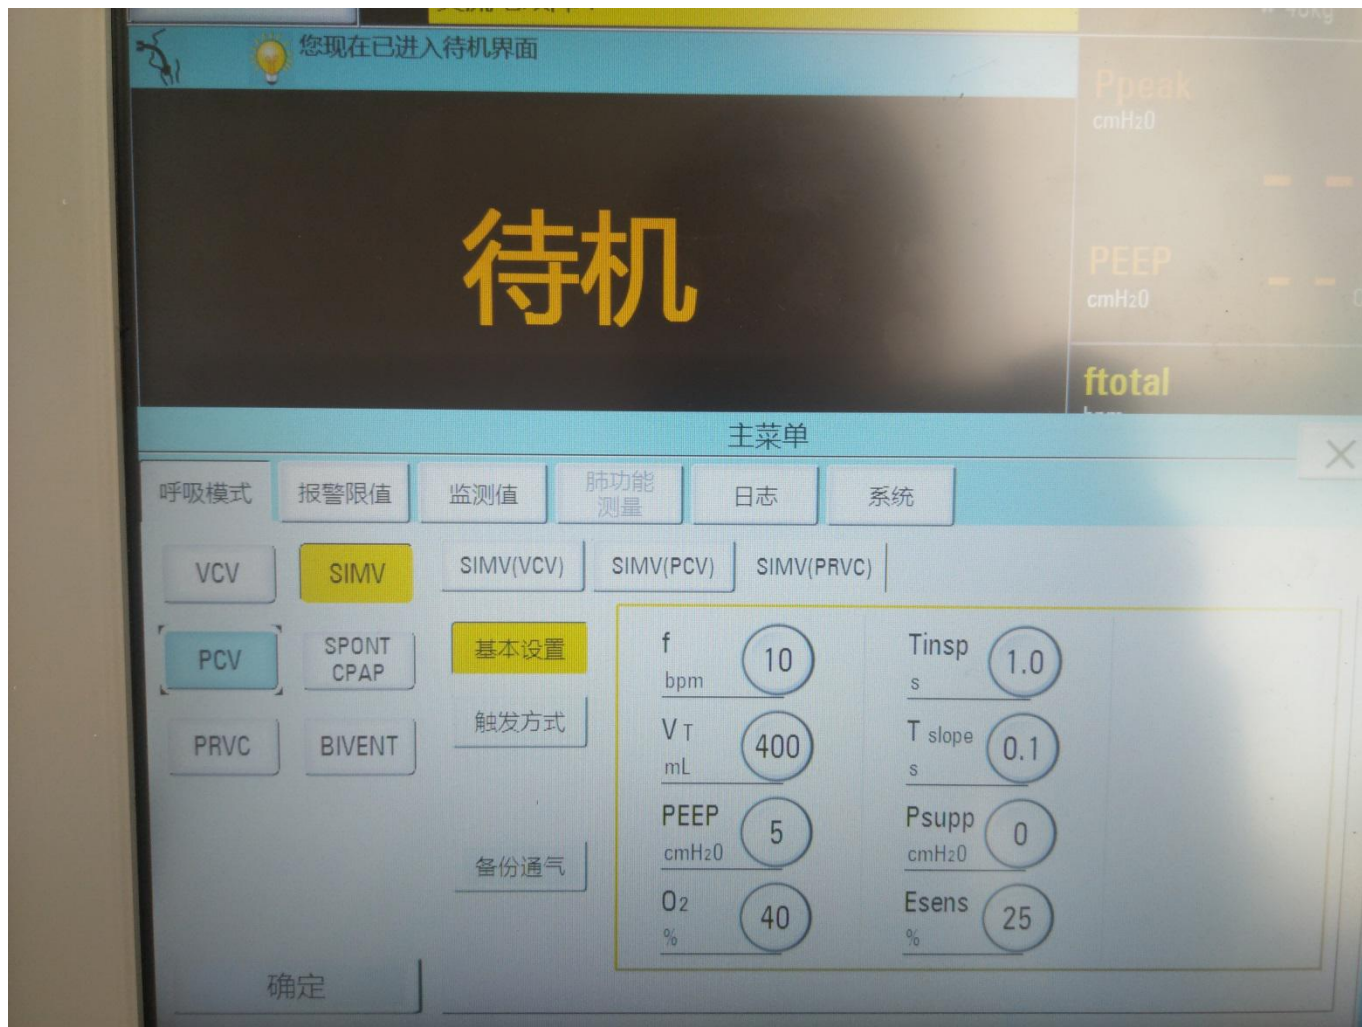 您现在已进入待机界面
Ppeak
cmH2O
待机
PEEP
cmH2O
ftotal
主菜单
呼吸模式
报警限值
监测值
肺功能
测量
日志
系统
VCV
SIMV
SIMV(VCV)
SIMV(PCV)
SIMV(PRVC)
PCV
SPONT
CPAP
PRVC
BIVENT
基本设置
触发方式
备份通气
f
bpm
10
Tinsp
s
1.0
VT
mL
400
T slope
s
0.1
PEEP
cmH2O
5
Psupp
cmH2O
0
O2
%
40
Esens
%
25
确定